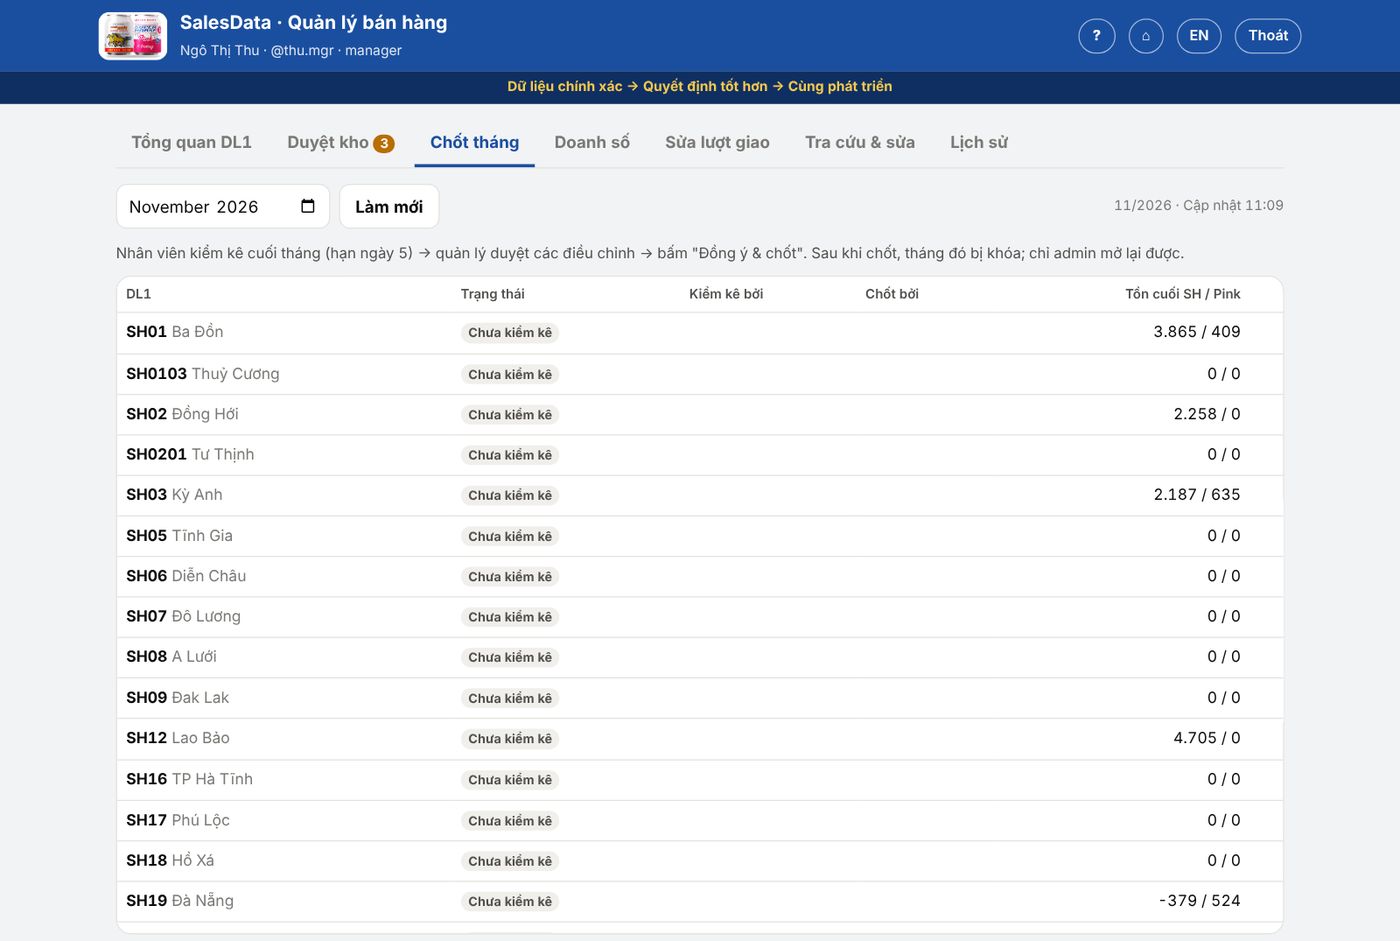 SalesData · Quản lý bán hàng
Ngô Thị Thu · @thu.mgr · manager
?
EN
Thoát
Dữ liệu chính xác → Quyết định tốt hơn → Cùng phát triển
Tổng quan DL1
Duyệt kho 3
Chốt tháng
Doanh số
Sửa lượt giao
Tra cứu & sửa
Lịch sử
November 2026
Làm mới
11/2026 · Cập nhật 11:09
Nhân viên kiểm kê cuối tháng (hạn ngày 5) → quản lý duyệt các điều chỉnh → bấm "Đồng ý & chốt". Sau khi chốt, tháng đó bị khóa; chỉ admin mở lại được.
DL1 Trạng thái Kiểm kê bởi Chốt bởi Tồn cuối SH / Pink
SH01 Ba Đồn Chưa kiểm kê 3.865 / 409
SH0103 Thuỷ Cương Chưa kiểm kê 0 / 0
SH02 Đồng Hới Chưa kiểm kê 2.258 / 0
SH0201 Tư Thịnh Chưa kiểm kê 0 / 0
SH03 Kỳ Anh Chưa kiểm kê 2.187 / 635
SH05 Tĩnh Gia Chưa kiểm kê 0 / 0
SH06 Diễn Châu Chưa kiểm kê 0 / 0
SH07 Đô Lương Chưa kiểm kê 0 / 0
SH08 A Lưới Chưa kiểm kê 0 / 0
SH09 Đak Lak Chưa kiểm kê 0 / 0
SH12 Lao Bảo Chưa kiểm kê 4.705 / 0
SH16 TP Hà Tĩnh Chưa kiểm kê 0 / 0
SH17 Phú Lộc Chưa kiểm kê 0 / 0
SH18 Hồ Xá Chưa kiểm kê 0 / 0
SH19 Đà Nẵng Chưa kiểm kê -379 / 524